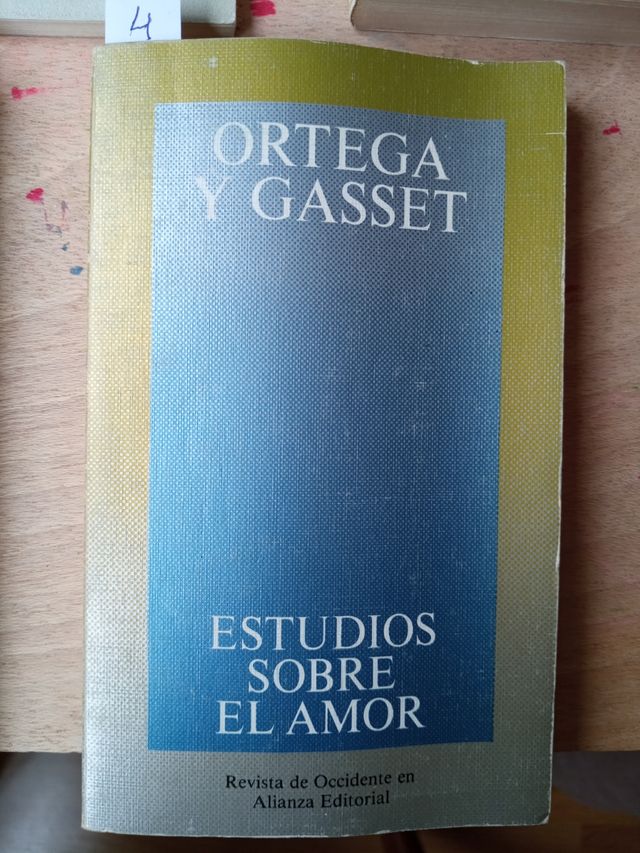 4
ORTEGA
Y GASSET
ESTUDIOS
SOBRE
EL AMOR
Revista de Occidente en
Alianza Editorial